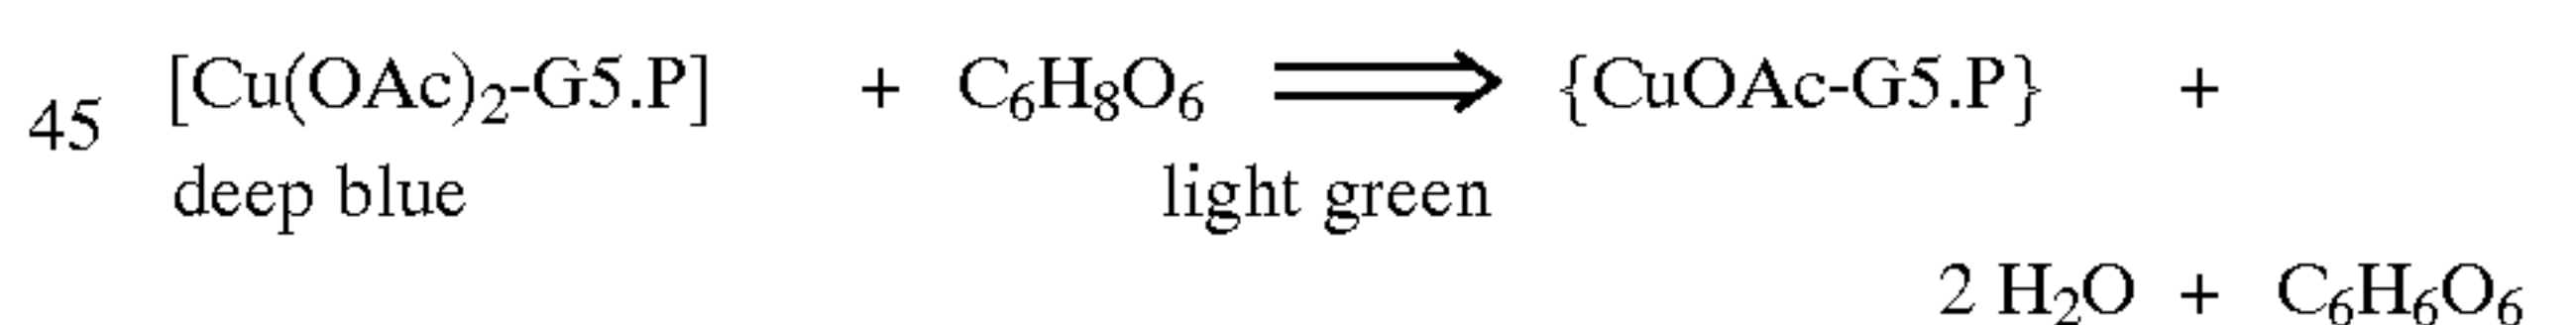 45 [Cu(OAc)₂-G5.P] + C₆H₈O₆ ⟹ {CuOAc-G5.P} +
deep blue light green
2 H₂O + C₆H₆O₆